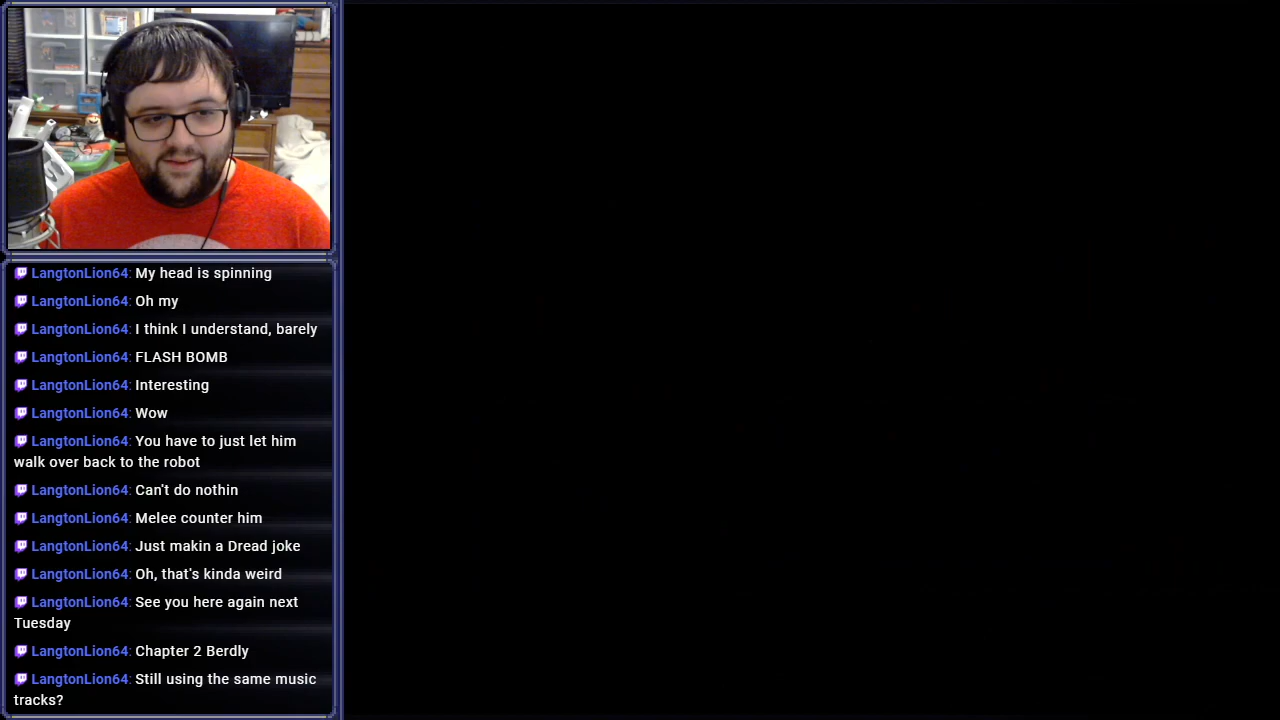 LangtonLion64: My head is spinning
LangtonLion64: Oh my
LangtonLion64: I think I understand, barely
LangtonLion64: FLASH BOMB
LangtonLion64: Interesting
LangtonLion64: Wow
LangtonLion64: You have to just let him
walk over back to the robot
LangtonLion64: Can't do nothin
LangtonLion64: Melee counter him
LangtonLion64: Just makin a Dread joke
LangtonLion64: Oh, that's kinda weird
LangtonLion64: See you here again next
Tuesday
LangtonLion64: Chapter 2 Berdly
LangtonLion64: Still using the same music
tracks?